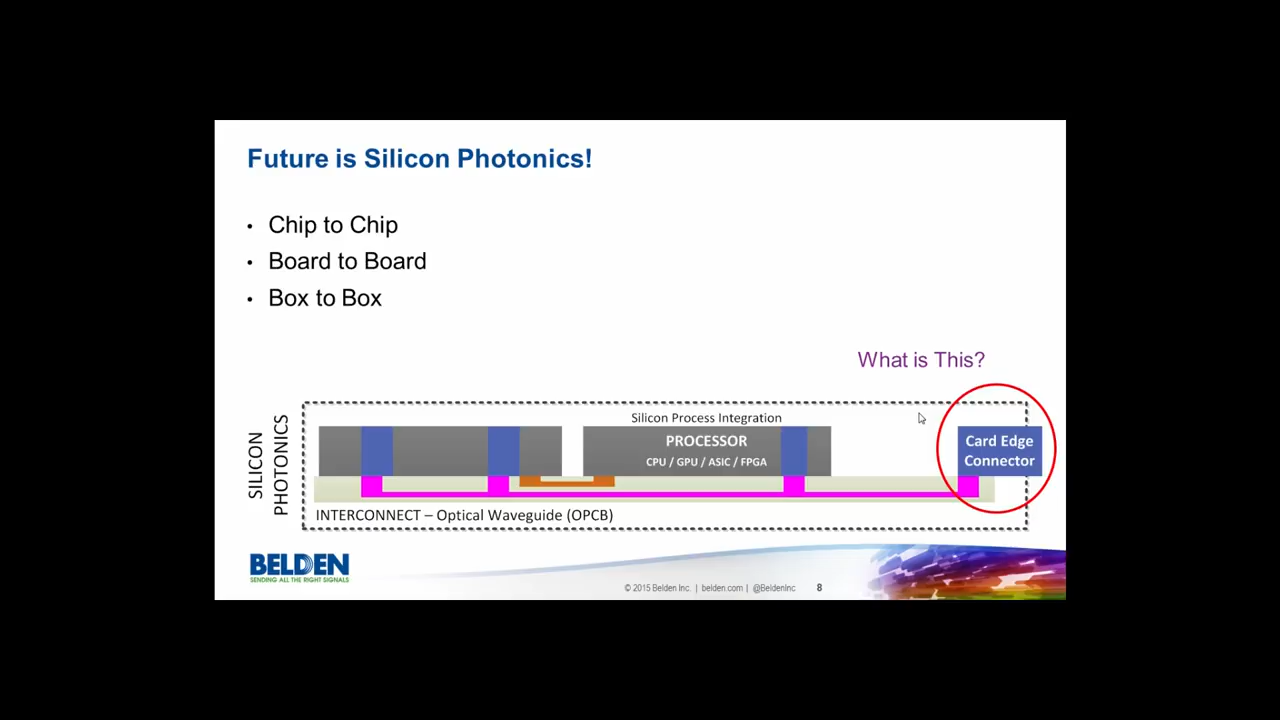 Future is Silicon Photonics!
• Chip to Chip
• Board to Board
• Box to Box
What is This?
SILICON
PHOTONICS
Silicon Process Integration
PROCESSOR
CPU / GPU / ASIC / FPGA
Card Edge
Connector
INTERCONNECT – Optical Waveguide (OPCB)
BELDEN
SENDING ALL THE RIGHT SIGNALS
© 2015 Belden Inc. | belden.com | @BeldenInc 8